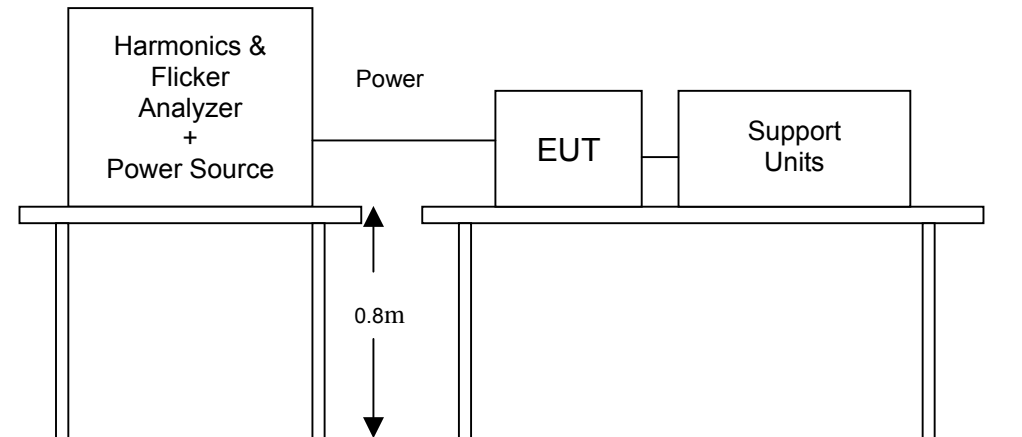 Harmonics &
Flicker
Analyzer
+
Power Source
Power
EUT
Support
Units
0.8m